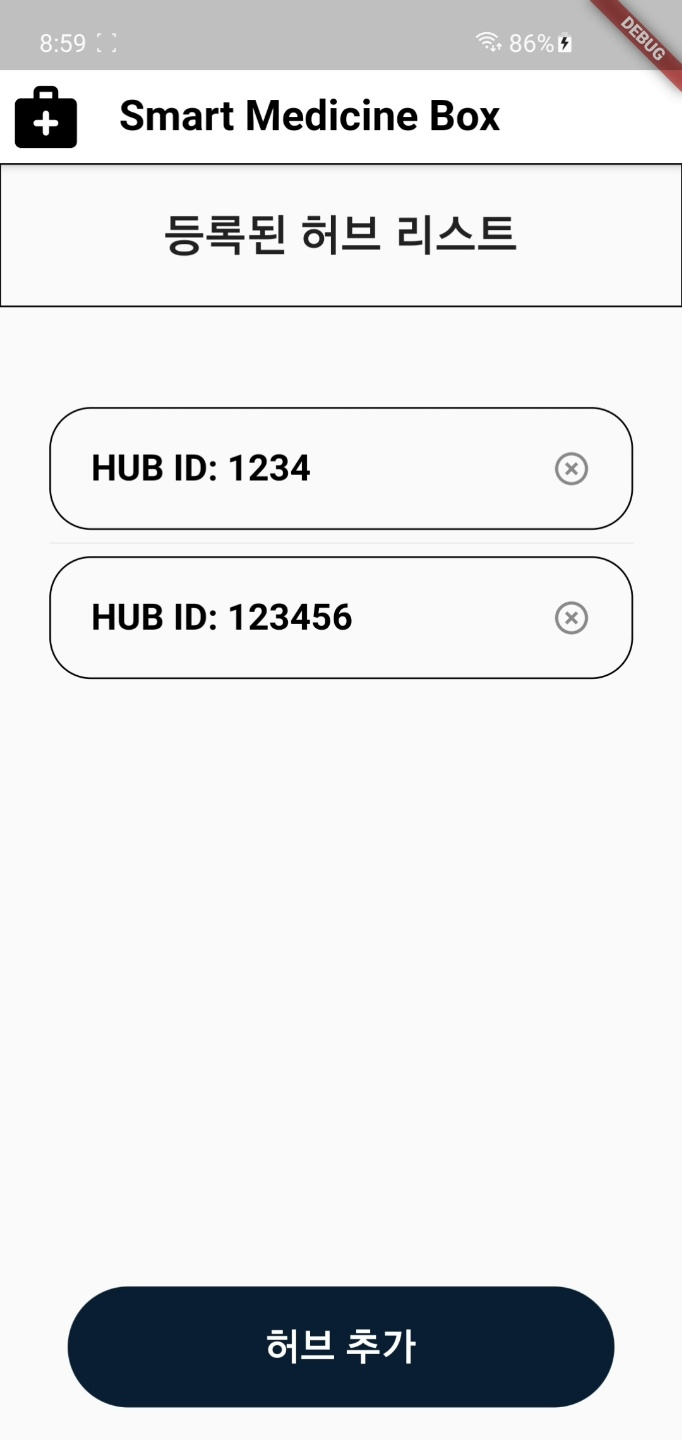 8:59
86%
DEBUG
Smart Medicine Box
등록된 허브 리스트
HUB ID: 1234
HUB ID: 123456
허브 추가